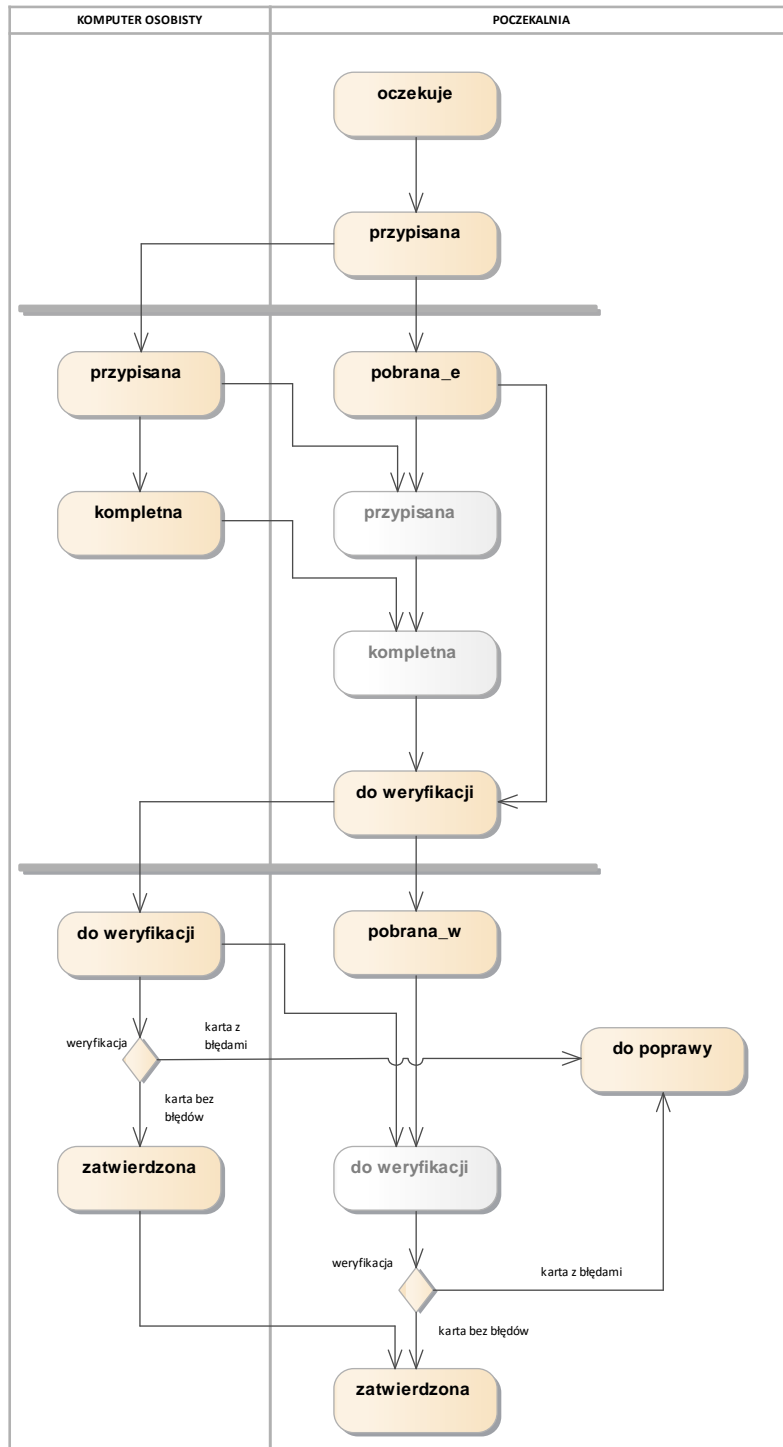 KOMPUTER OSOBISTY
POCZEKALNIA
oczekuje
przypisana
przypisana
pobrana_e
kompletna
przypisana
kompletna
do weryfikacji
do weryfikacji
pobrana_w
weryfikacja
karta z
błędami
do poprawy
karta bez
błędów
zatwierdzona
do weryfikacji
weryfikacja
karta z błędami
karta bez błędów
zatwierdzona